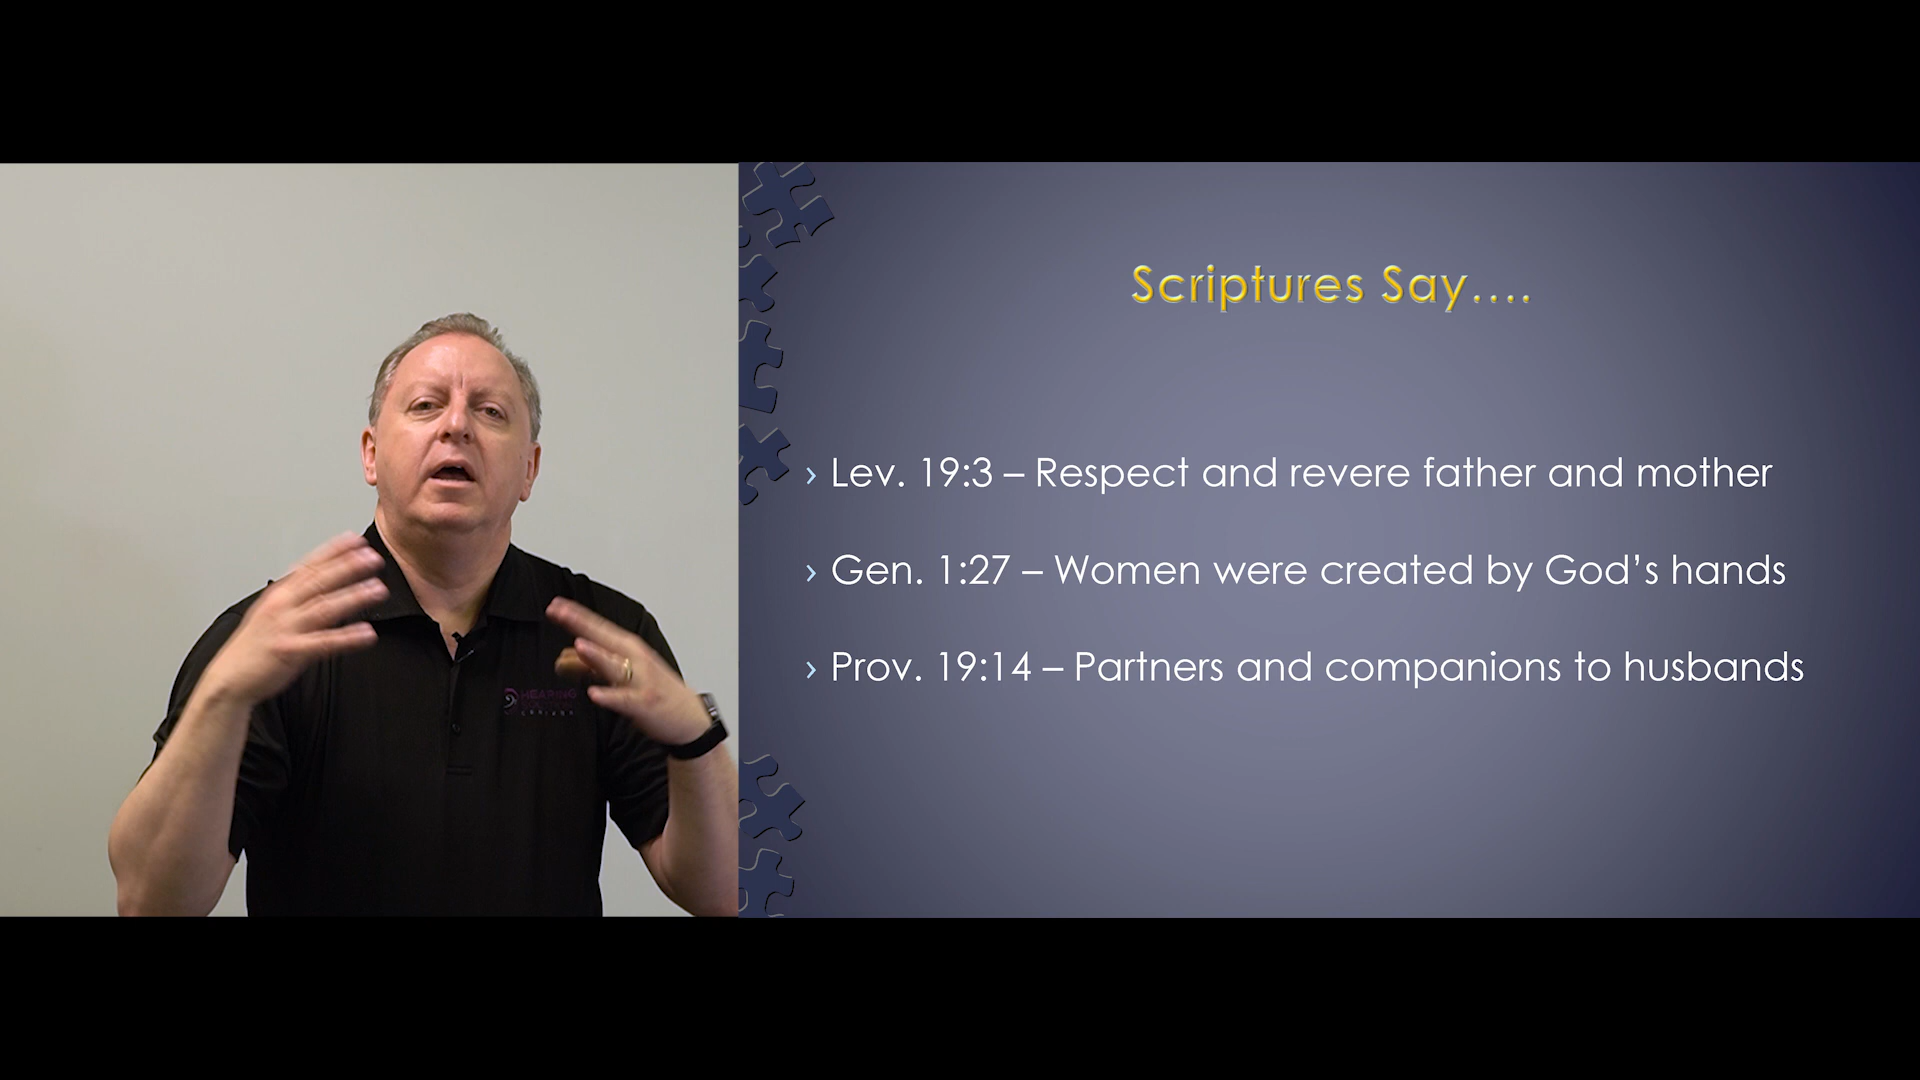 HEARING
Scriptures Say....
› Lev. 19:3 – Respect and revere father and mother
› Gen. 1:27 – Women were created by God’s hands
› Prov. 19:14 – Partners and companions to husbands